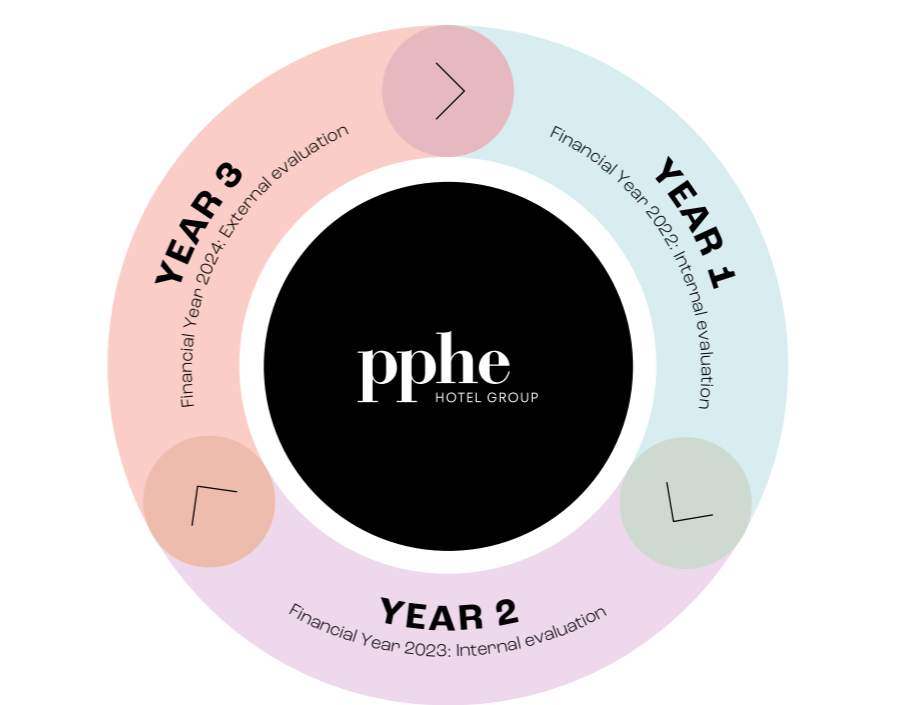 YEAR 1
Financial Year 2022: Internal evaluation
YEAR 2
Financial Year 2023: Internal evaluation
YEAR 3
Financial Year 2024: External evaluation
pphe
HOTEL GROUP